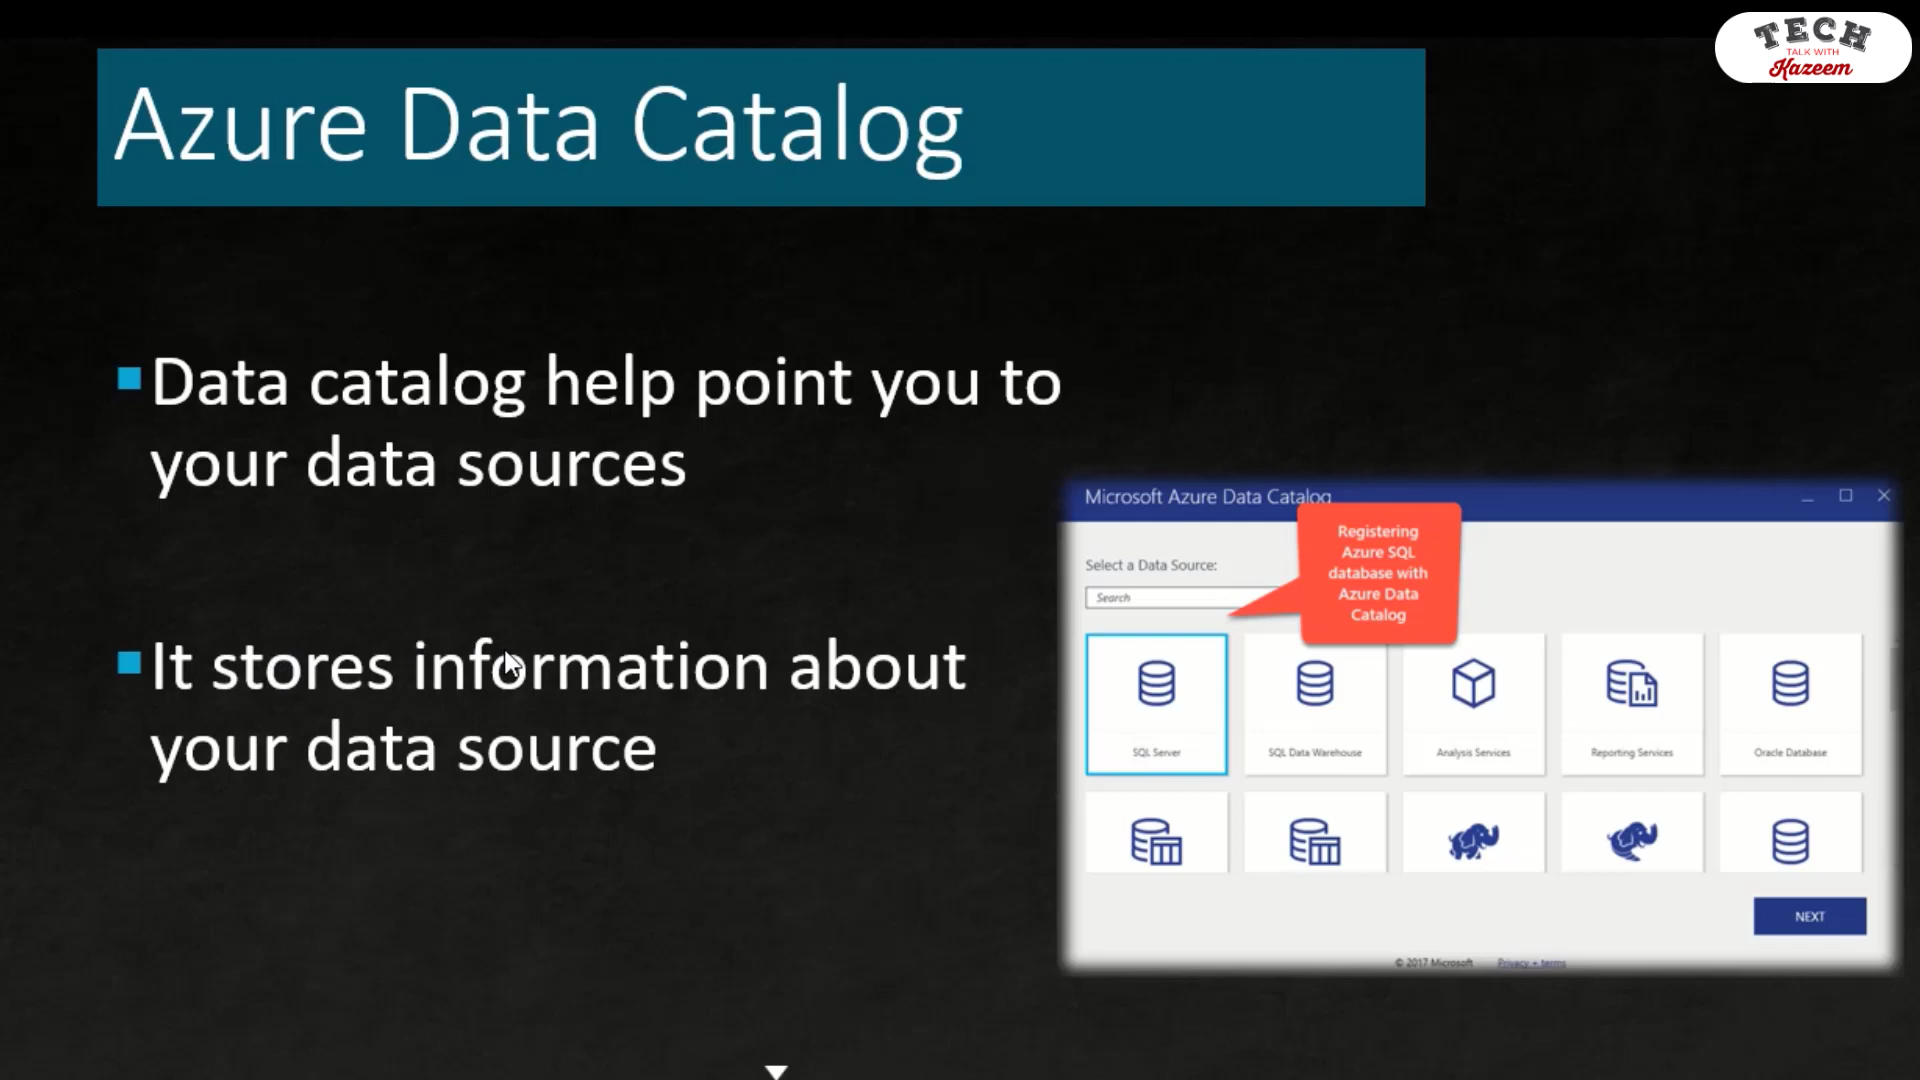 TECH
TALK WITH
Kazeem
Azure Data Catalog
Data catalog help point you to
your data sources
It stores information about
your data source
Microsoft Azure Data Catalog
Registering
Azure SQL
database with
Azure Data
Catalog
Select a Data Source:
Search
SQL Server
SQL Data Warehouse
Analysis Services
Reporting Services
Oracle Database
NEXT
© 2017 Microsoft
Privacy + terms